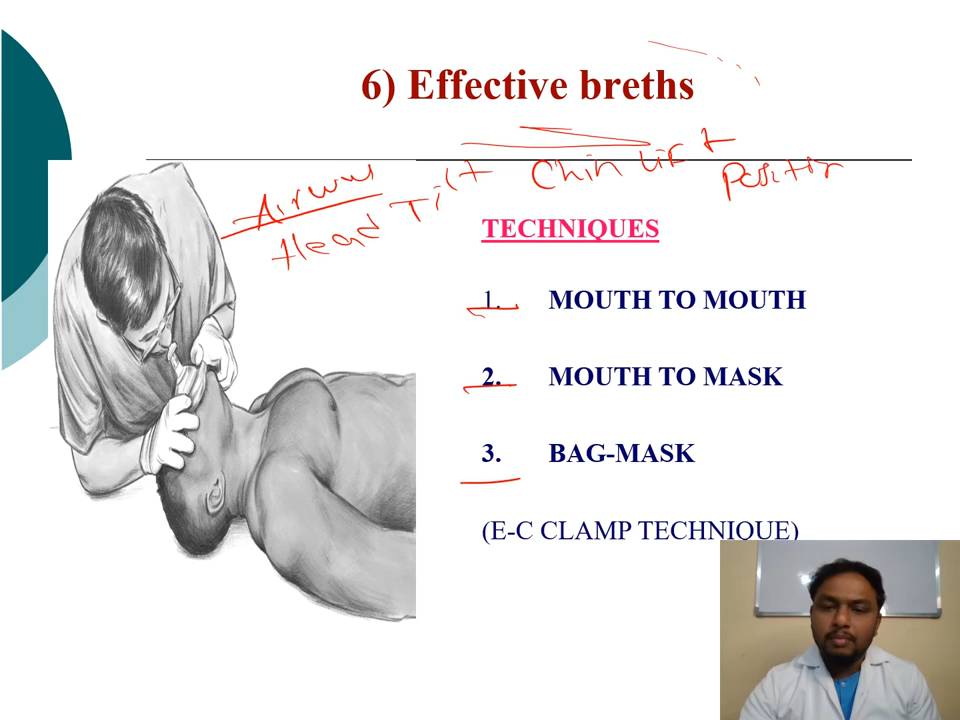 6) Effective breths
Airway
Head Tilt Chin lift Position
TECHNIQUES
1. MOUTH TO MOUTH
2. MOUTH TO MASK
3. BAG-MASK
(E-C CLAMP TECHNIQUE)